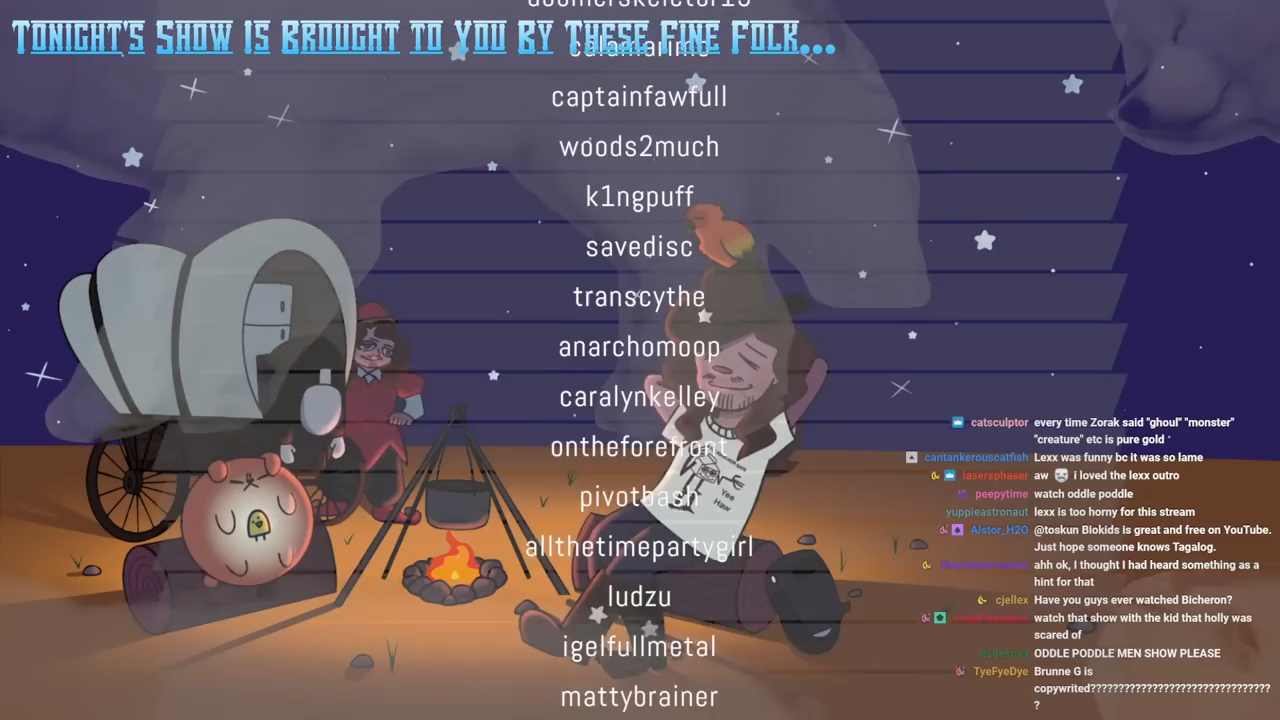 TONIGHT'S SHOW IS BROUGHT TO YOU BY THESE FINE FOLK...
captainfawfull
woods2much
k1ngpuff
savedisc
transcythe
anarchomoop
caralynkelley
ontheforefront
pivotbash
allthetimepartygirl
ludzu
igelfullmetal
mattybrainer
Yee
Haw
catsculptor every time Zorak said "ghoul" "monster"
"creature" etc is pure gold
cantankerouscatfish Lexx was funny bc it was so lame
lasersphaser aw i loved the lexx outro
peepytime watch oddle poddle
yuppieastronaut lexx is too horny for this stream
Aistor_H2O @toskun Blokids is great and free on YouTube.
Just hope someone knows Tagalog.
ahh ok, I thought I had heard something as a
hint for that
cjellex Have you guys ever watched Bicheron?
watch that show with the kid that holly was
scared of
ODDLE PODDLE MEN SHOW PLEASE
TyeFyeDye Brunne G is
copywrited????????????????????????????????
?